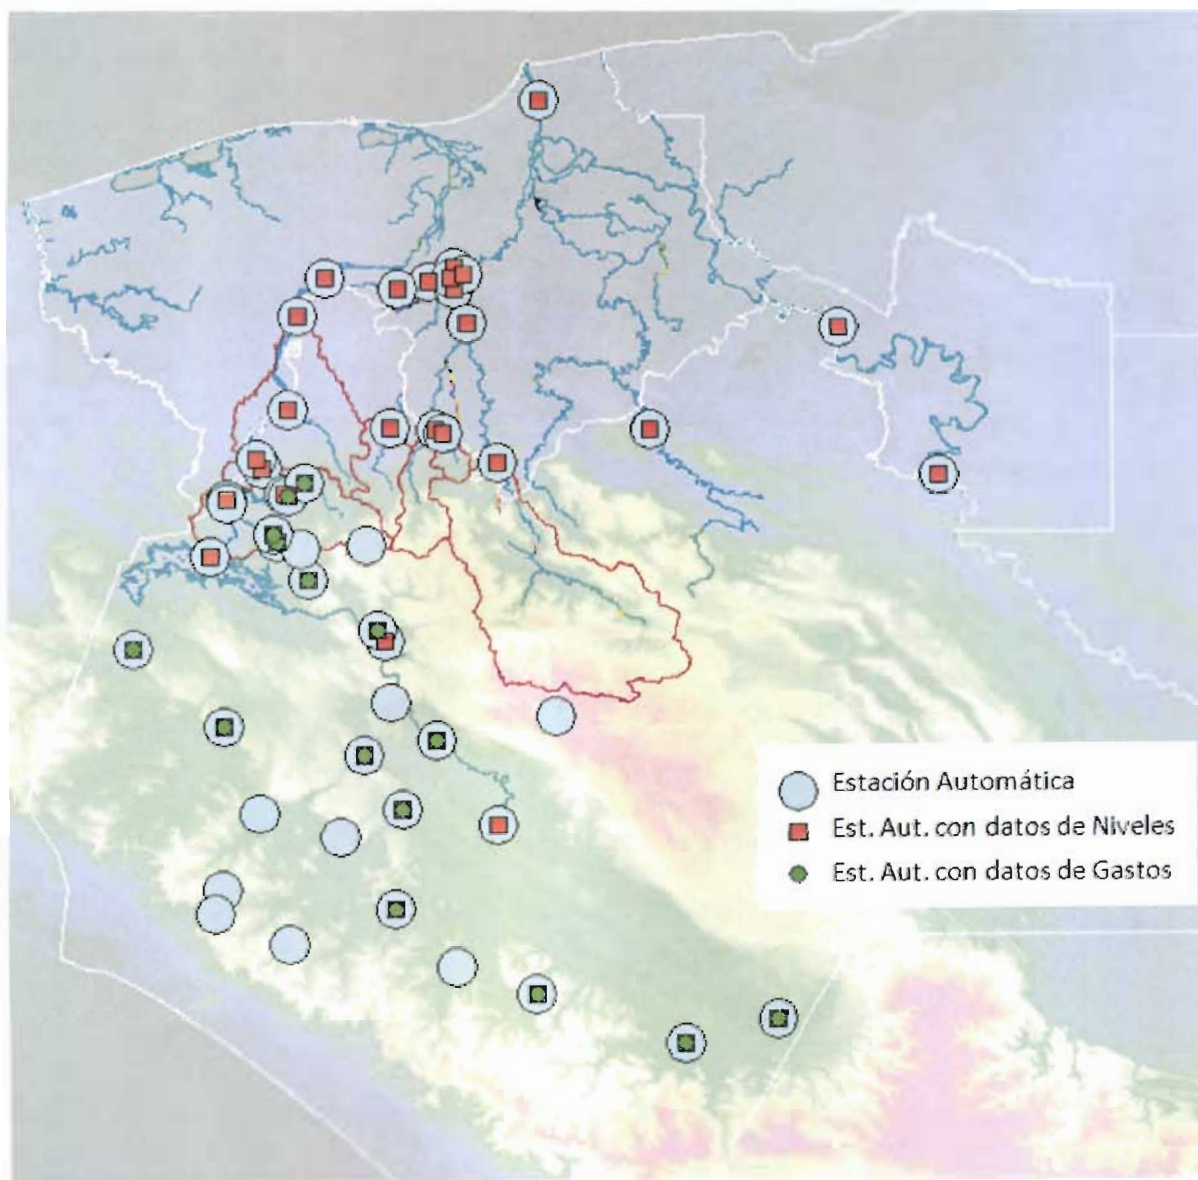 Estación Automática
Est. Aut. con datos de Niveles
Est. Aut. con datos de Gastos